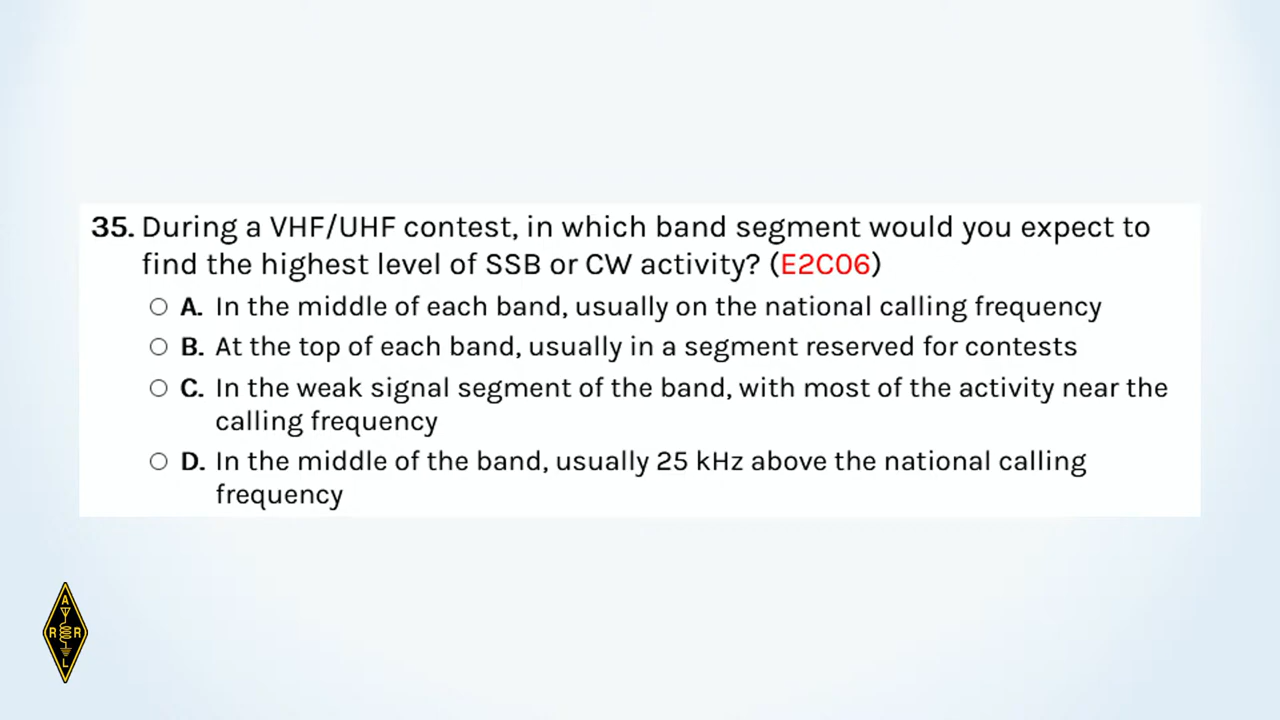 35. During a VHF/UHF contest, in which band segment would you expect to
find the highest level of SSB or CW activity? (E2C06)
A. In the middle of each band, usually on the national calling frequency
B. At the top of each band, usually in a segment reserved for contests
C. In the weak signal segment of the band, with most of the activity near the
calling frequency
D. In the middle of the band, usually 25 kHz above the national calling
frequency
A
R R
L